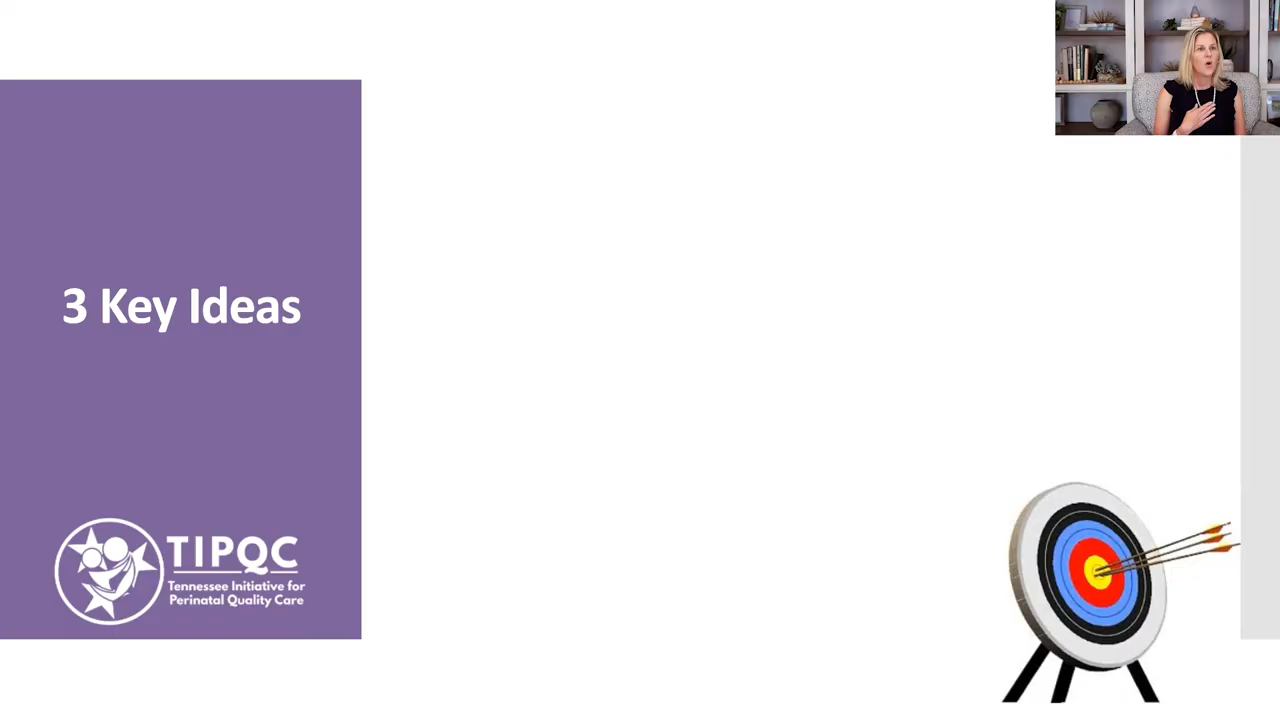 3 Key Ideas
TIPQC
Tennessee Initiative for
Perinatal Quality Care